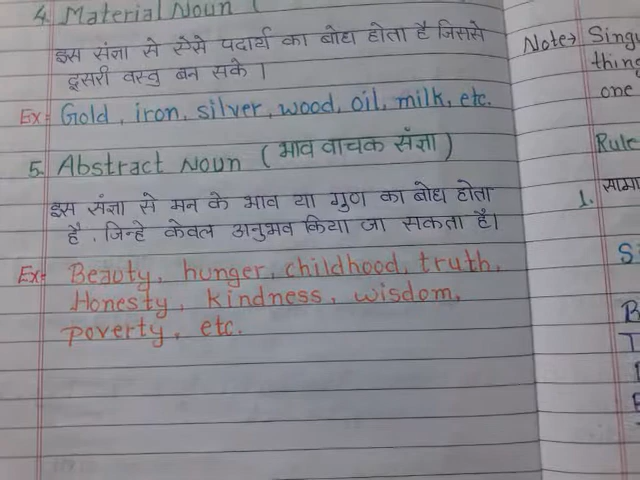 4. Material Noun (
इस संज्ञा से ऐसे पदार्थ का बोध होता है जिससे
दूसरी वस्तु बन सके ।
Ex:- Gold, iron, silver, wood, oil, milk, etc.
5. Abstract Noun ( भाव वाचक संज्ञा )
इस संज्ञा से मन के भाव या गुण का बोध होता
है , जिन्हे केवल अनुभव किया जा सकता है।
Ex:- Beauty, hunger, childhood, truth,
Honesty, kindness, wisdom,
poverty, etc.
Note→ Singu
thing
one
Rule
1. सामा
S
B